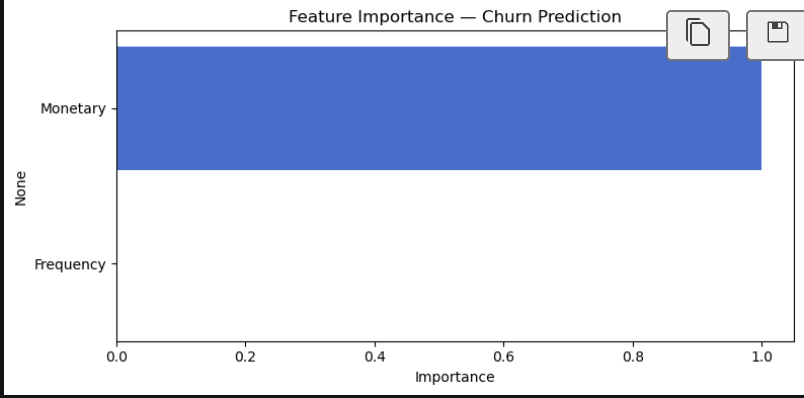 Feature Importance — Churn Prediction
Monetary
None
Frequency
0.0 0.2 0.4 0.6 0.8 1.0
Importance